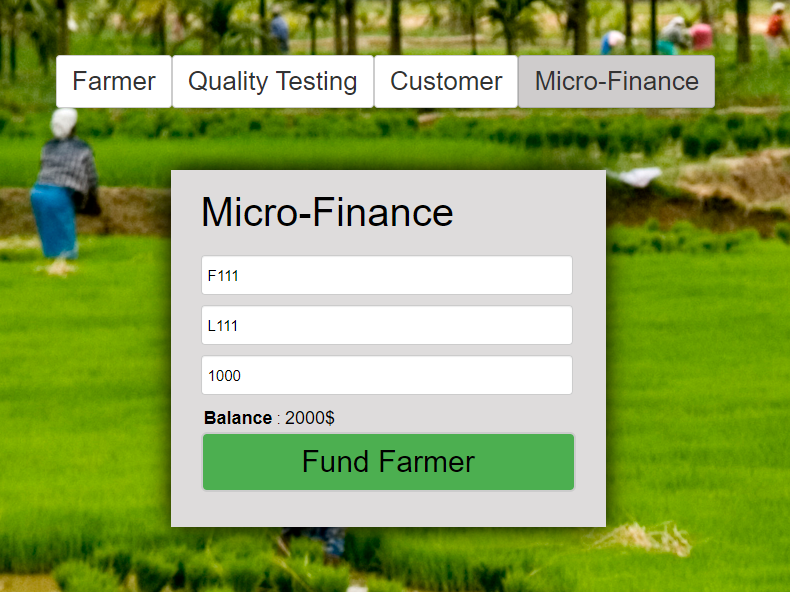 Farmer Quality Testing Customer Micro-Finance
Micro-Finance
F111
L111
1000
Balance : 2000$
Fund Farmer